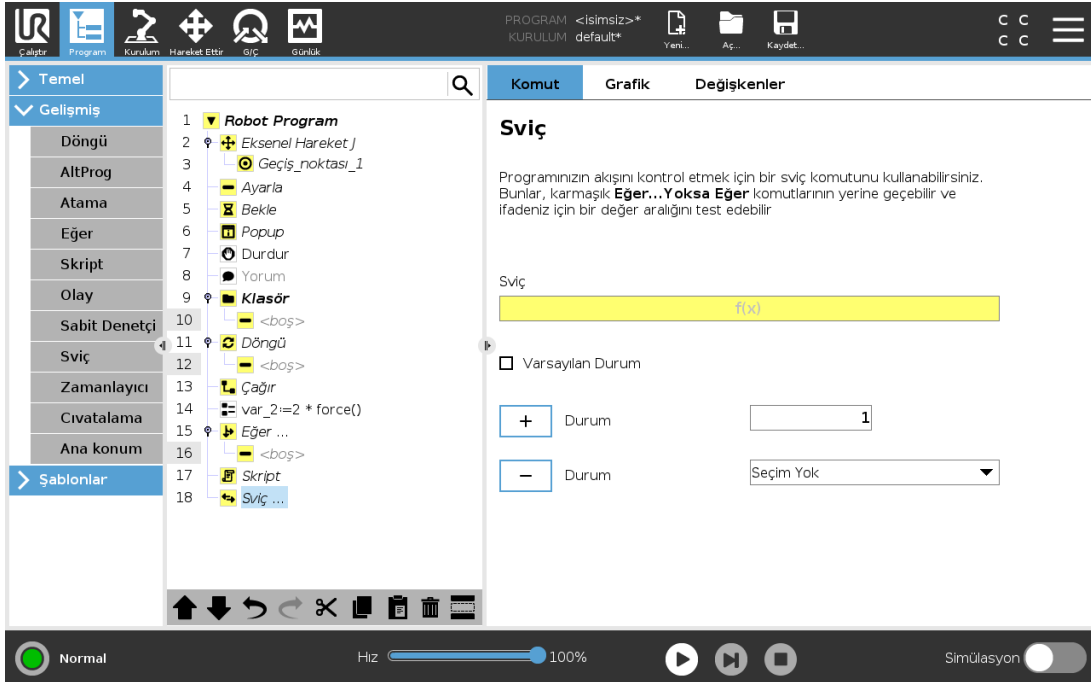 UR
PROGRAM <isimsiz>*
KURULUM default*
C C
C C
Çalıştır Program Kurulum Hareket Ettir G/Ç Günlük Yeni... Aç... Kaydet...
Temel
Gelişmiş
Döngü
AltProg
Atama
Eğer
Skript
Olay
Sabit Denetçi
Sviç
Zamanlayıcı
Cıvatalama
Ana konum
Şablonlar
1 Robot Program
2 Eksenel Hareket J
3 Geçiş_noktası_1
4 Ayarla
5 Bekle
6 Popup
7 Durdur
8 Yorum
9 Klasör
10 <boş>
11 Döngü
12 <boş>
13 Çağır
14 var_2:=2 * force()
15 Eğer ...
16 <boş>
17 Skript
18 Sviç ...
Komut Grafik Değişkenler
Sviç
Programınızın akışını kontrol etmek için bir sviç komutunu kullanabilirsiniz.
Bunlar, karmaşık Eğer...Yoksa Eğer komutlarının yerine geçebilir ve
ifadeniz için bir değer aralığını test edebilir
Sviç
f(x)
Varsayılan Durum
+ Durum 1
− Durum Seçim Yok
Normal Hız 100% Simülasyon